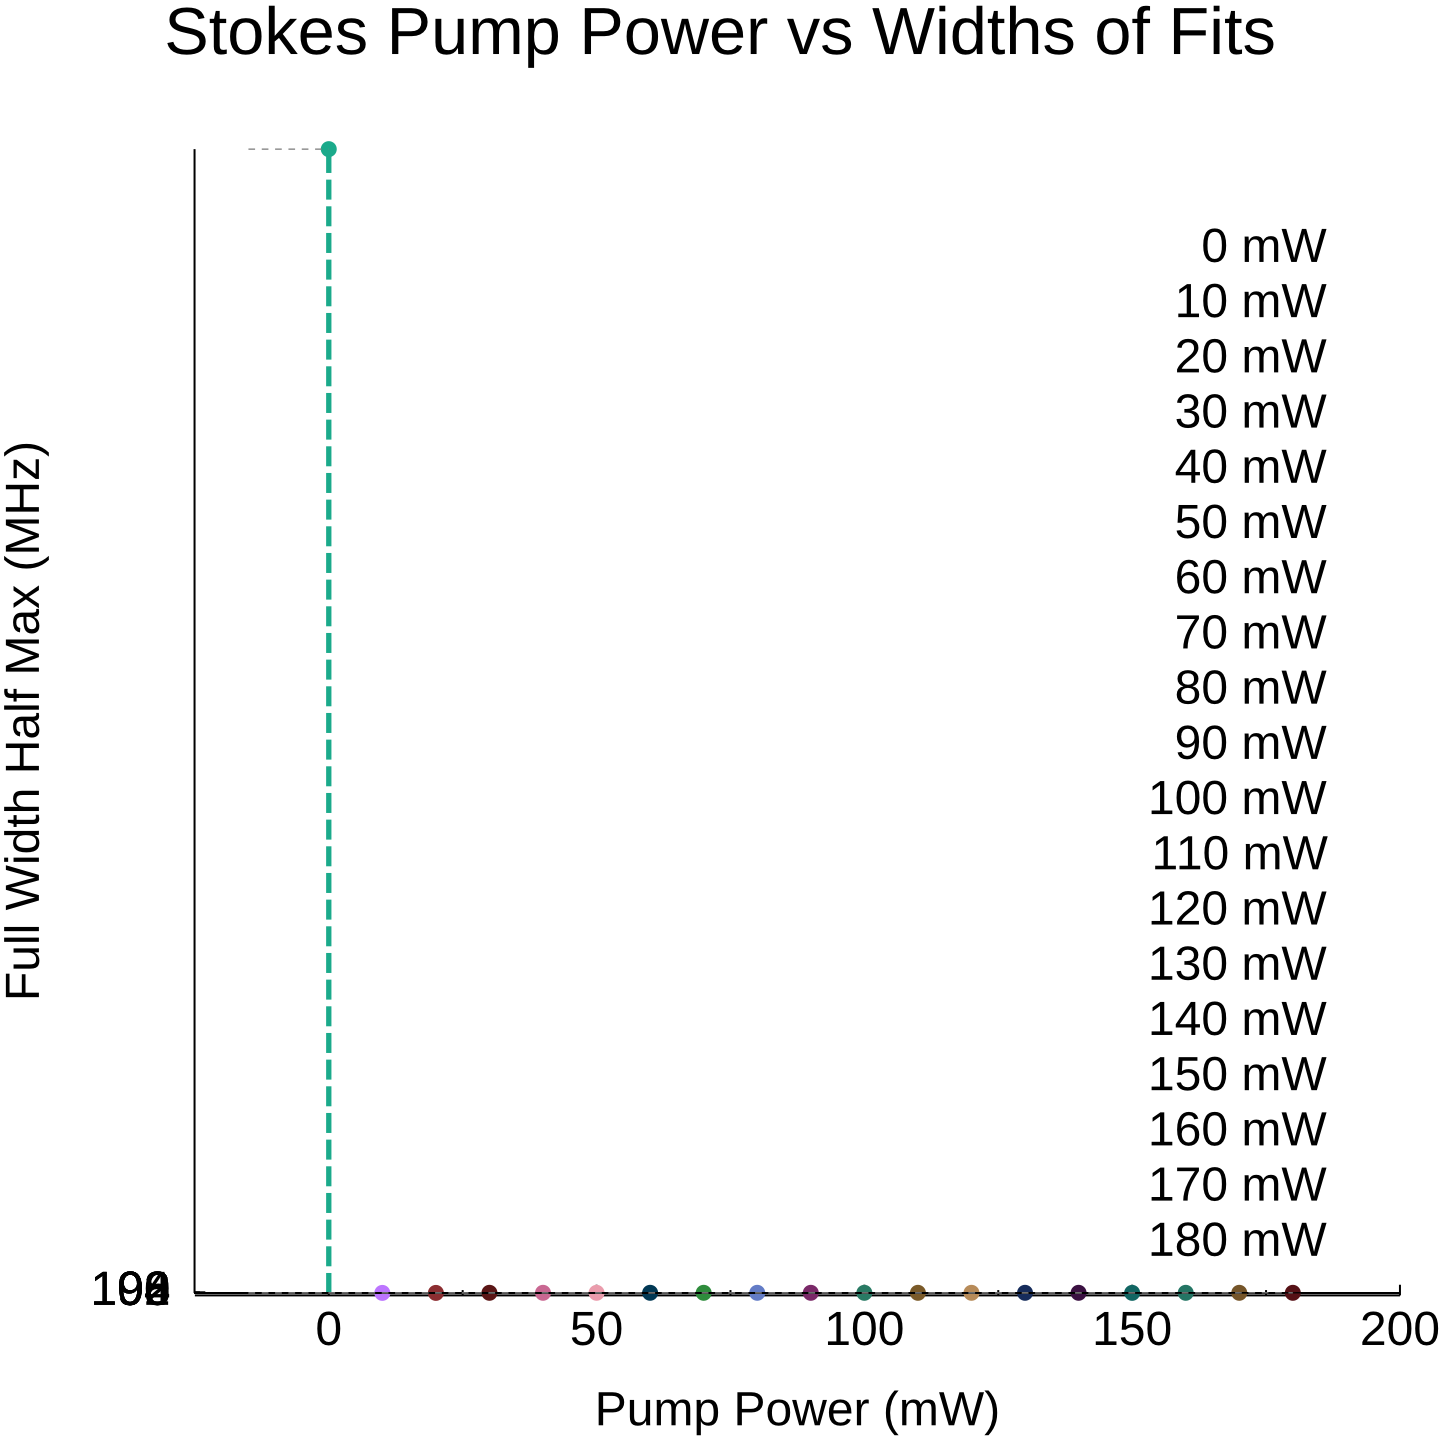 Stokes Pump Power vs Widths of Fits
Full Width Half Max (MHz)
0 mW
10 mW
20 mW
30 mW
40 mW
50 mW
60 mW
70 mW
80 mW
90 mW
100 mW
110 mW
120 mW
130 mW
140 mW
150 mW
160 mW
170 mW
180 mW
0 50 100 150 200
Pump Power (mW)